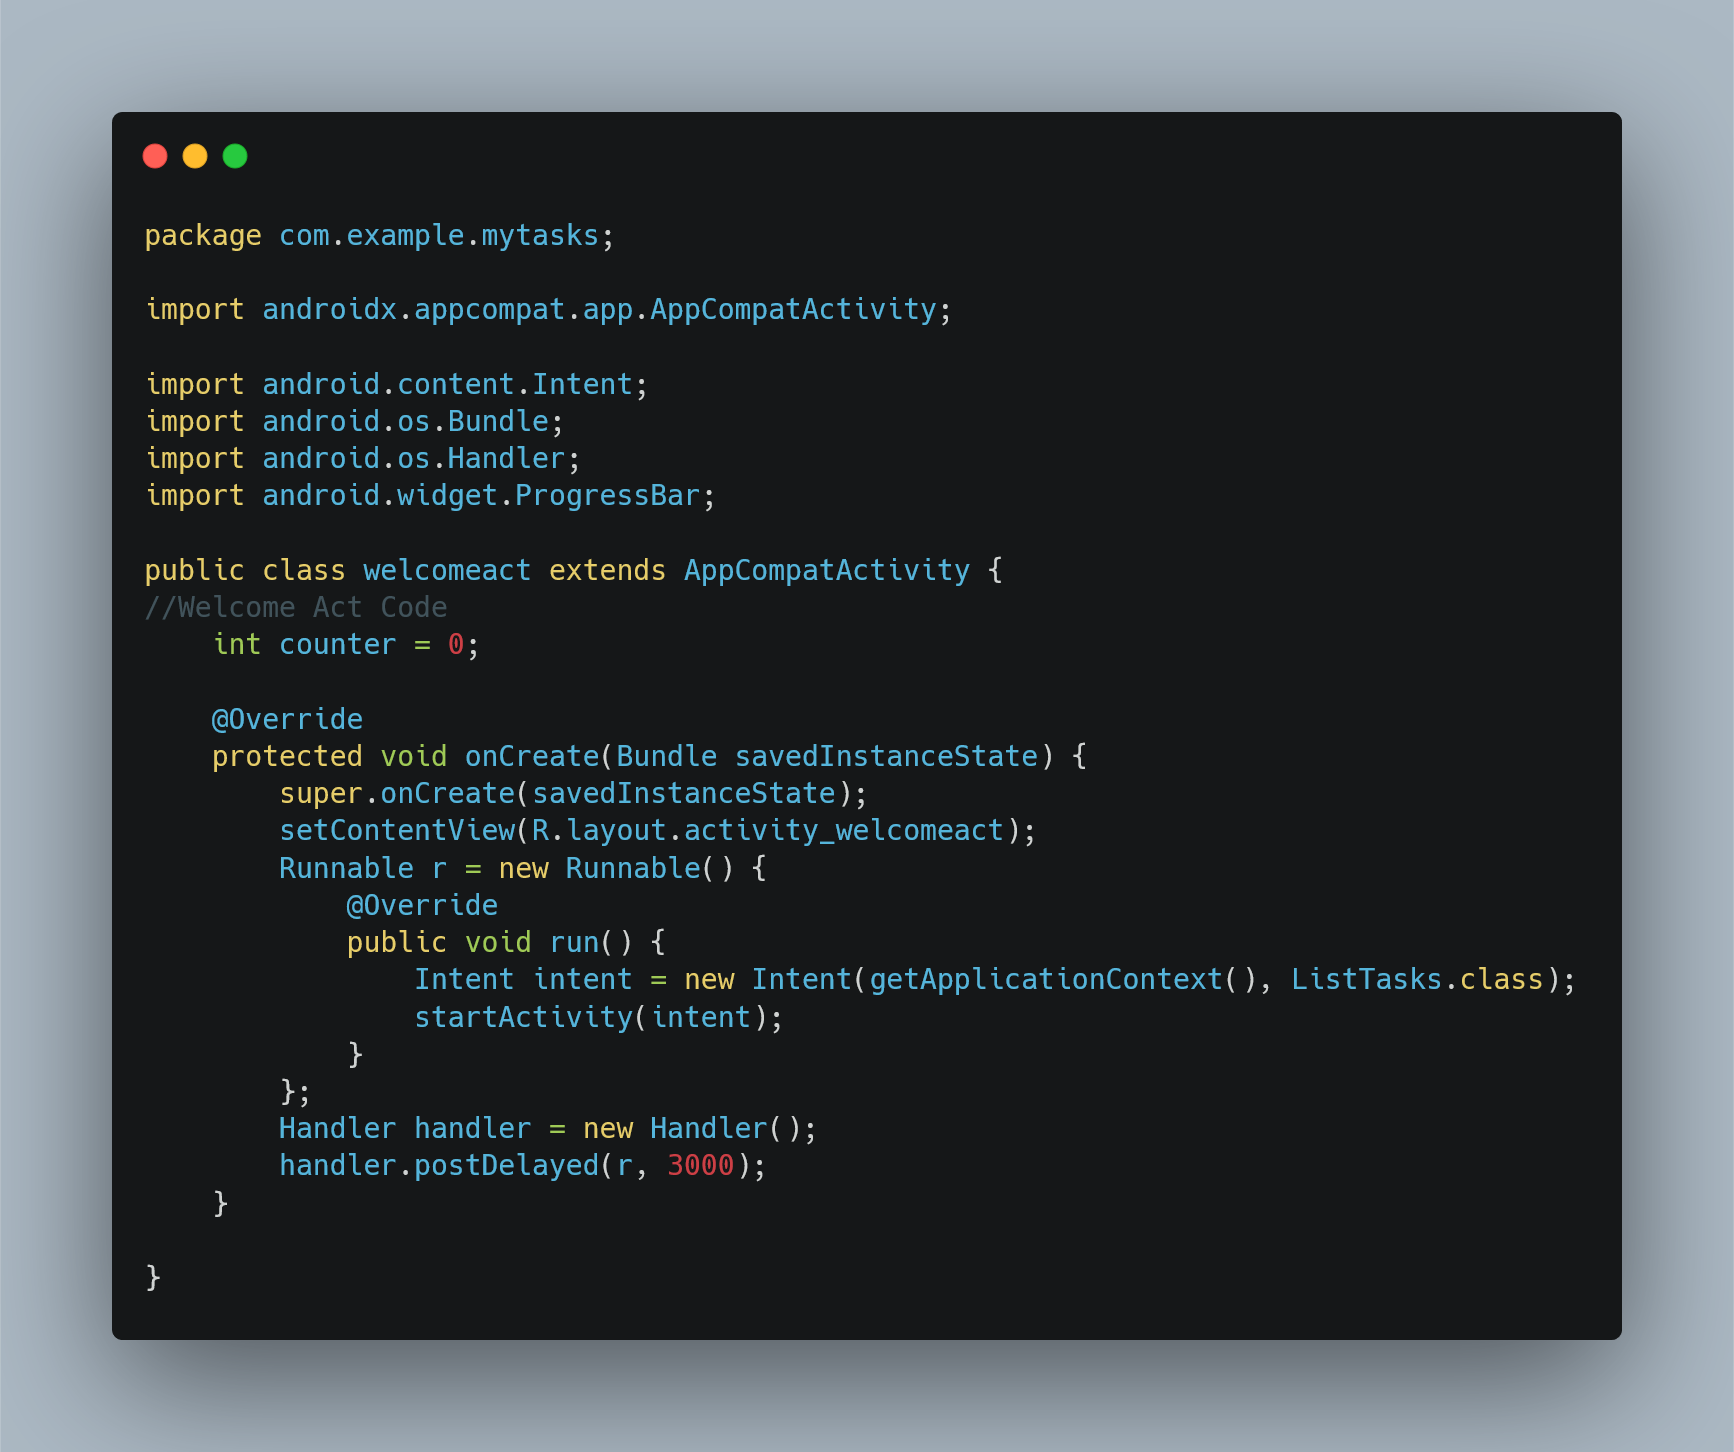 package com.example.mytasks;

import androidx.appcompat.app.AppCompatActivity;

import android.content.Intent;
import android.os.Bundle;
import android.os.Handler;
import android.widget.ProgressBar;

public class welcomeact extends AppCompatActivity {
//Welcome Act Code
    int counter = 0;

    @Override
    protected void onCreate(Bundle savedInstanceState) {
        super.onCreate(savedInstanceState);
        setContentView(R.layout.activity_welcomeact);
        Runnable r = new Runnable() {
            @Override
            public void run() {
                Intent intent = new Intent(getApplicationContext(), ListTasks.class);
                startActivity(intent);
            }
        };
        Handler handler = new Handler();
        handler.postDelayed(r, 3000);
    }

}